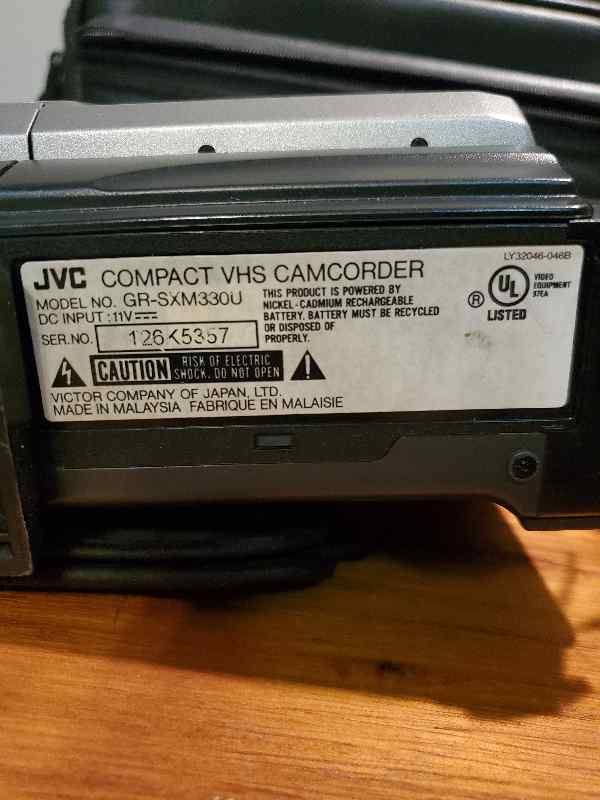 LY32046-046B
JVC COMPACT VHS CAMCORDER
MODEL NO. GR-SXM330U
DC INPUT : 11V
SER.NO. 126K5357
THIS PRODUCT IS POWERED BY
NICKEL-CADMIUM RECHARGEABLE
BATTERY. BATTERY MUST BE RECYCLED
OR DISPOSED OF
PROPERLY.
UL
®
LISTED
VIDEO
EQUIPMENT
87EA
CAUTION
RISK OF ELECTRIC
SHOCK. DO NOT OPEN
VICTOR COMPANY OF JAPAN, LTD.
MADE IN MALAYSIA FABRIQUE EN MALAISIE